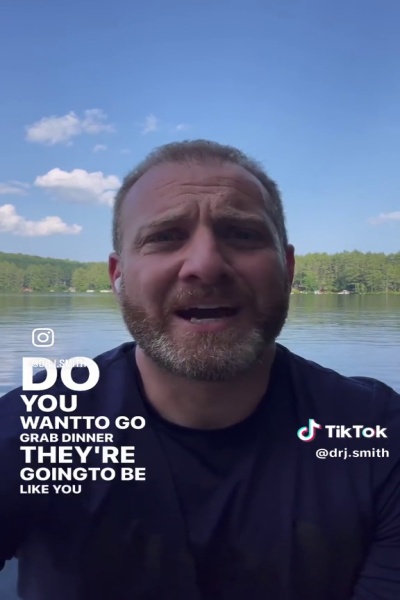 DO
YOU
WANTTO GO
GRAB DINNER
THEY'RE
GOINGTO BE
LIKE YOU
TikTok
@drj.smith